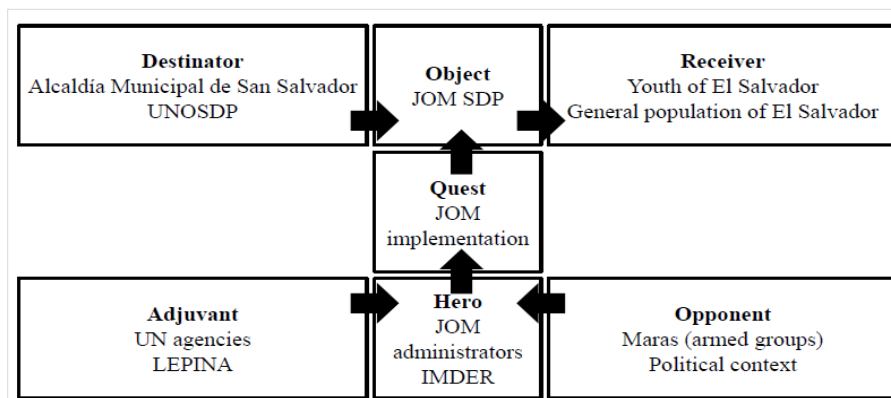 Destinator
Alcaldía Municipal de San Salvador
UNOSDP
Object
JOM SDP
Receiver
Youth of El Salvador
General population of El Salvador
Quest
JOM
implementation
Adjuvant
UN agencies
LEPINA
Hero
JOM
administrators
IMDER
Opponent
Maras (armed groups)
Political context